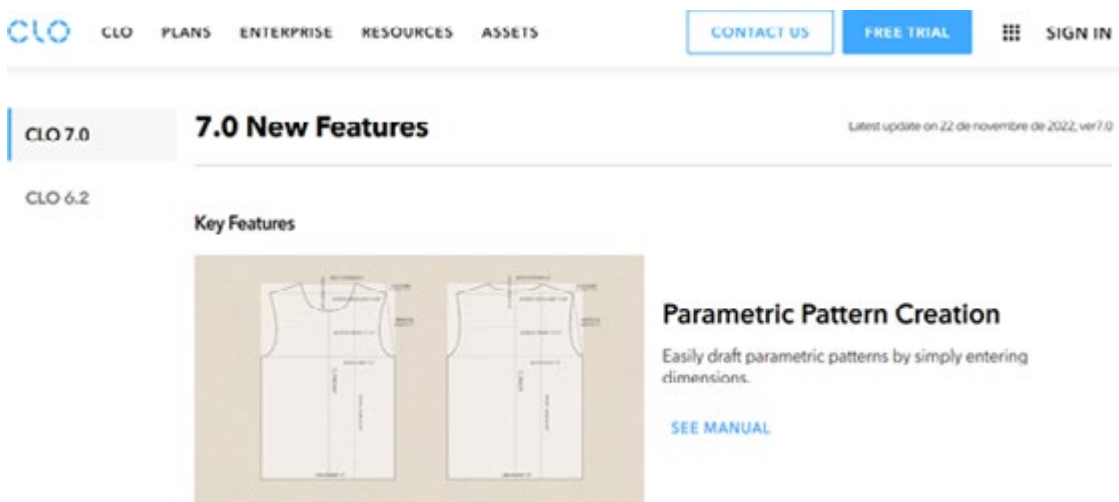 CLO CLO PLANS ENTERPRISE RESOURCES ASSETS CONTACT US FREE TRIAL SIGN IN
CLO 7.0
7.0 New Features
Latest update on 22 de novembre de 2022, ver7.0
CLO 6.2
Key Features
Parametric Pattern Creation
Easily draft parametric patterns by simply entering
dimensions.
SEE MANUAL